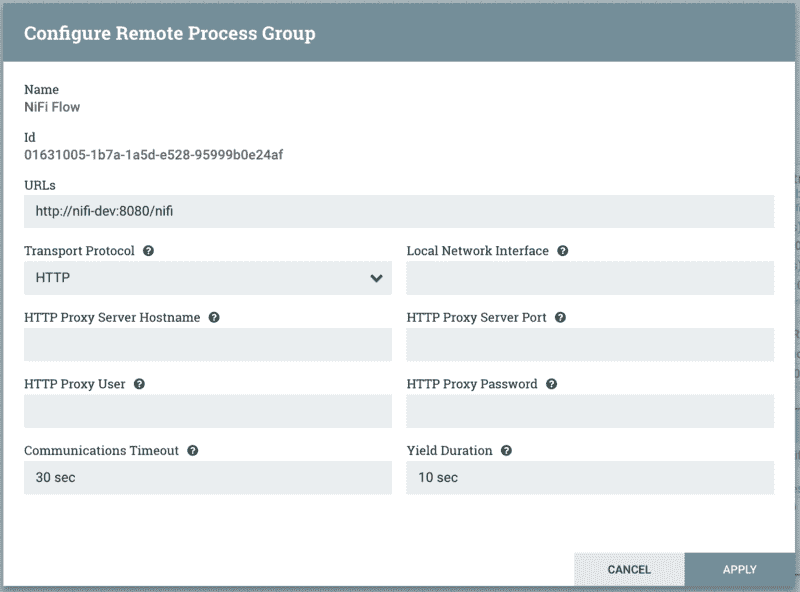 Configure Remote Process Group
Name
NiFi Flow
Id
01631005-1b7a-1a5d-e528-95999b0e24af
URLs
http://nifi-dev:8080/nifi
Transport Protocol
Local Network Interface
HTTP
HTTP Proxy Server Hostname
HTTP Proxy Server Port
HTTP Proxy User
HTTP Proxy Password
Communications Timeout
Yield Duration
30 sec
10 sec
CANCEL
APPLY